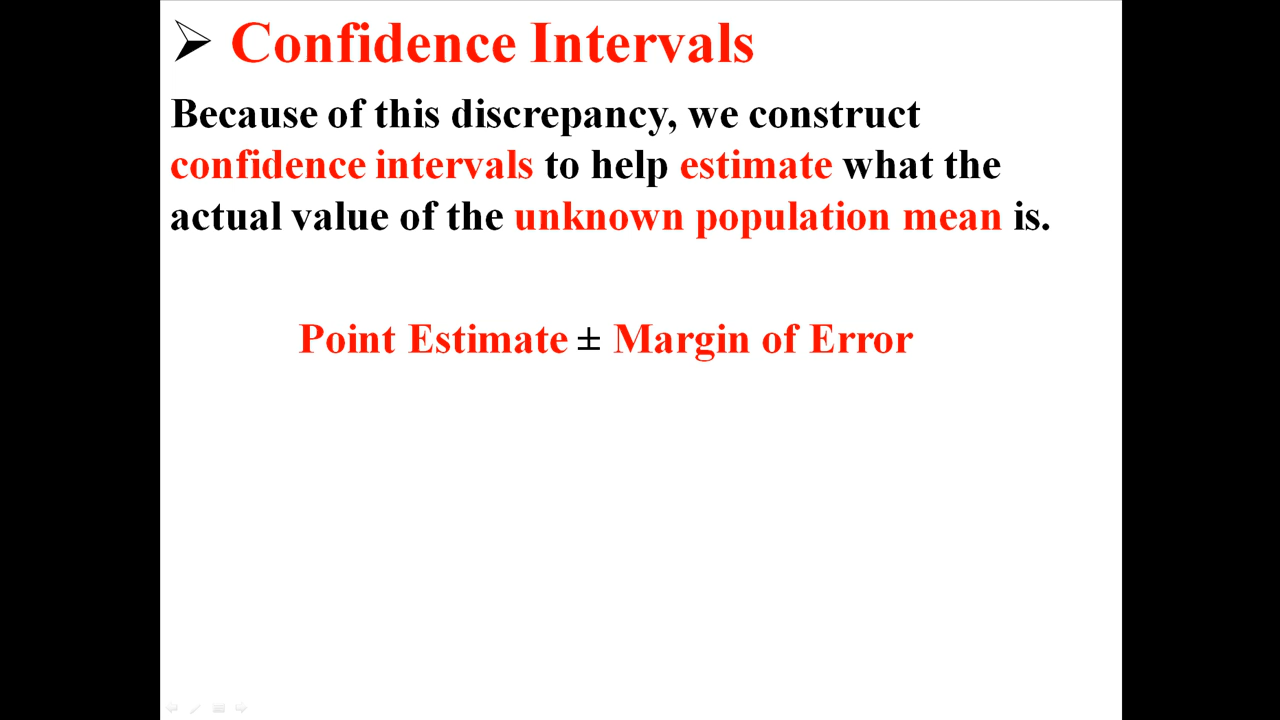 Confidence Intervals
Because of this discrepancy, we construct
confidence intervals to help estimate what the
actual value of the unknown population mean is.
Point Estimate ± Margin of Error